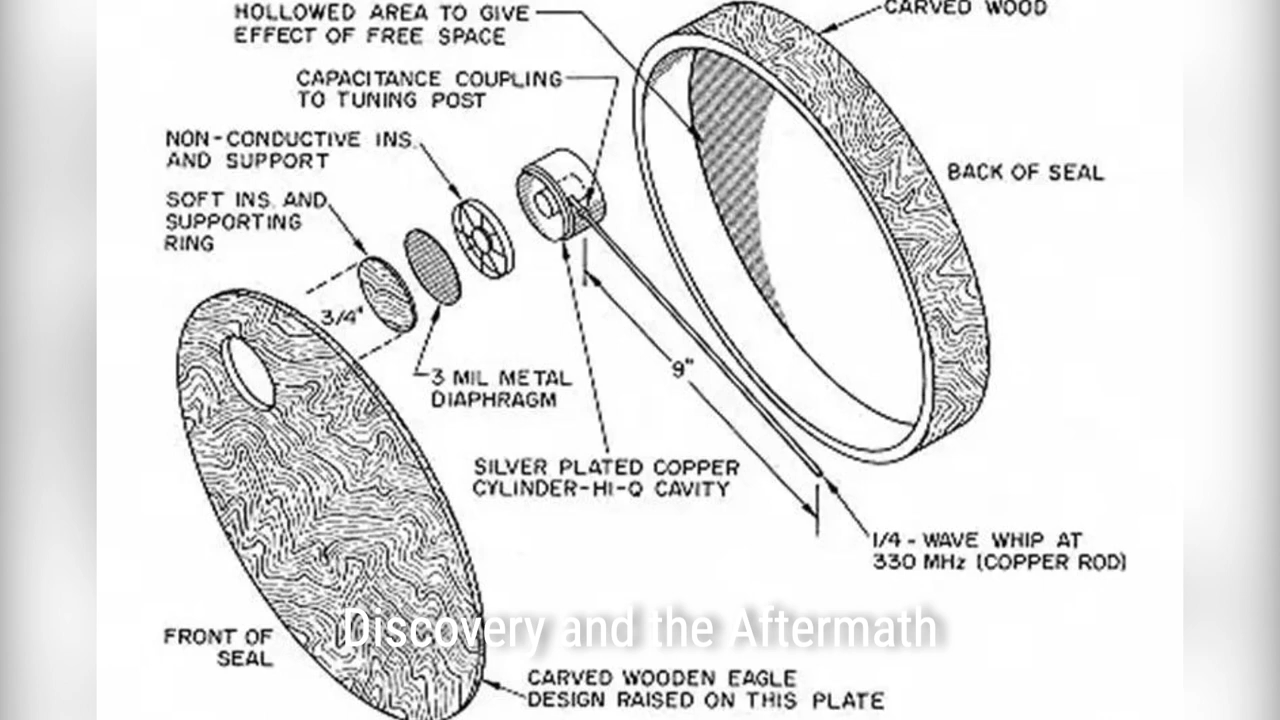 HOLLOWED AREA TO GIVE
EFFECT OF FREE SPACE
CARVED WOOD
CAPACITANCE COUPLING
TO TUNING POST
NON-CONDUCTIVE INS.
AND SUPPORT
BACK OF SEAL
SOFT INS. AND
SUPPORTING
RING
3/4"
9"
3 MIL METAL
DIAPHRAGM
SILVER PLATED COPPER
CYLINDER-HI-Q CAVITY
1/4-WAVE WHIP AT
330 MHz (COPPER ROD)
Discovery and the Aftermath
FRONT OF
SEAL
CARVED WOODEN EAGLE
DESIGN RAISED ON THIS PLATE